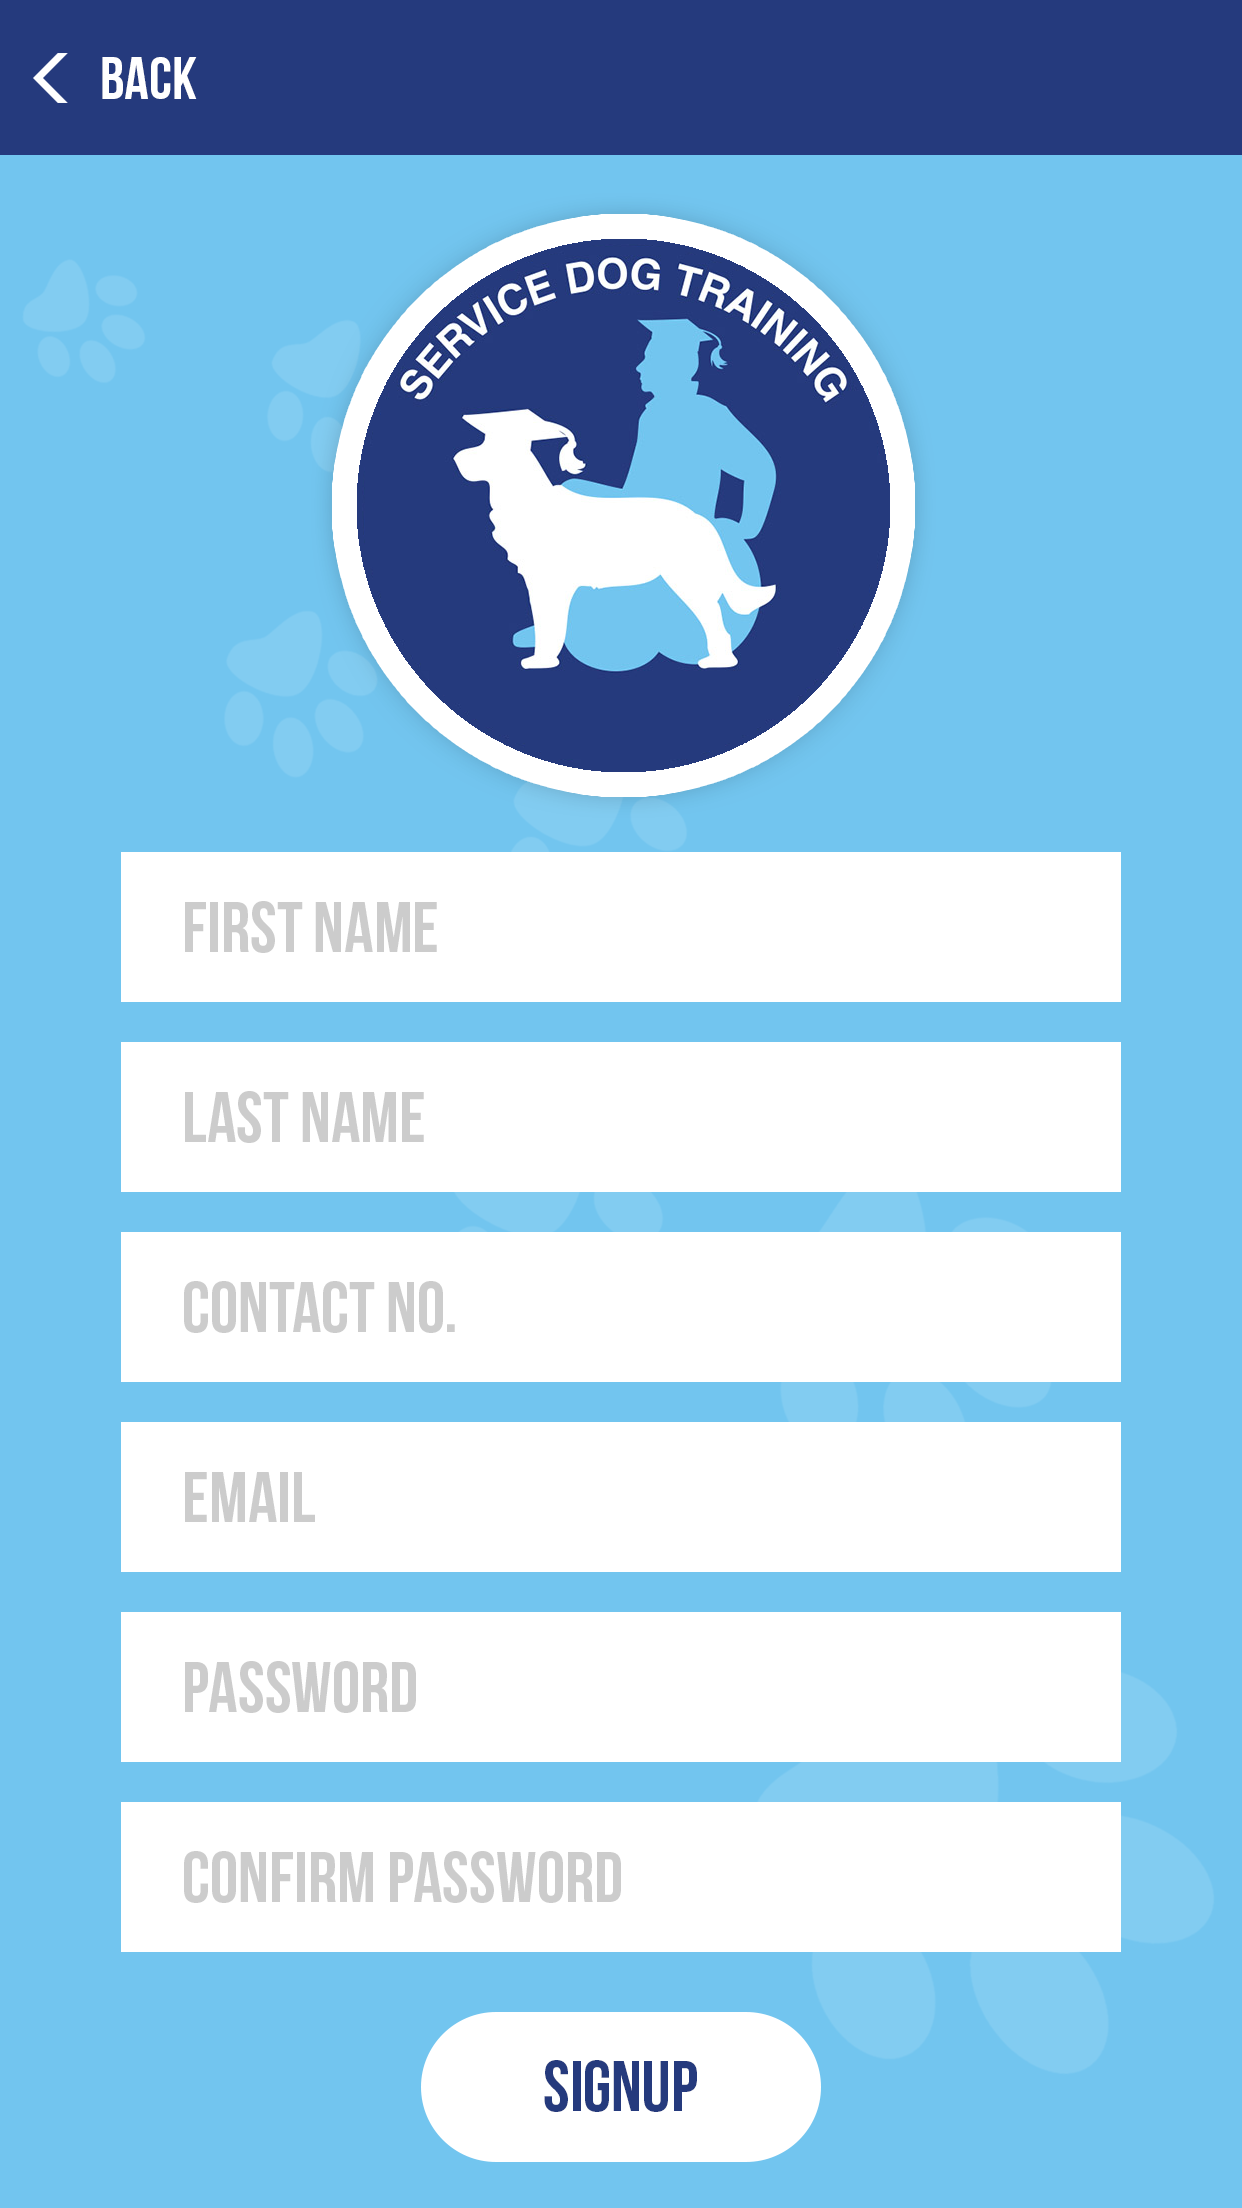 BACK
SERVICE DOG TRAINING
FIRST NAME
LAST NAME
CONTACT NO.
EMAIL
PASSWORD
CONFIRM PASSWORD
SIGNUP